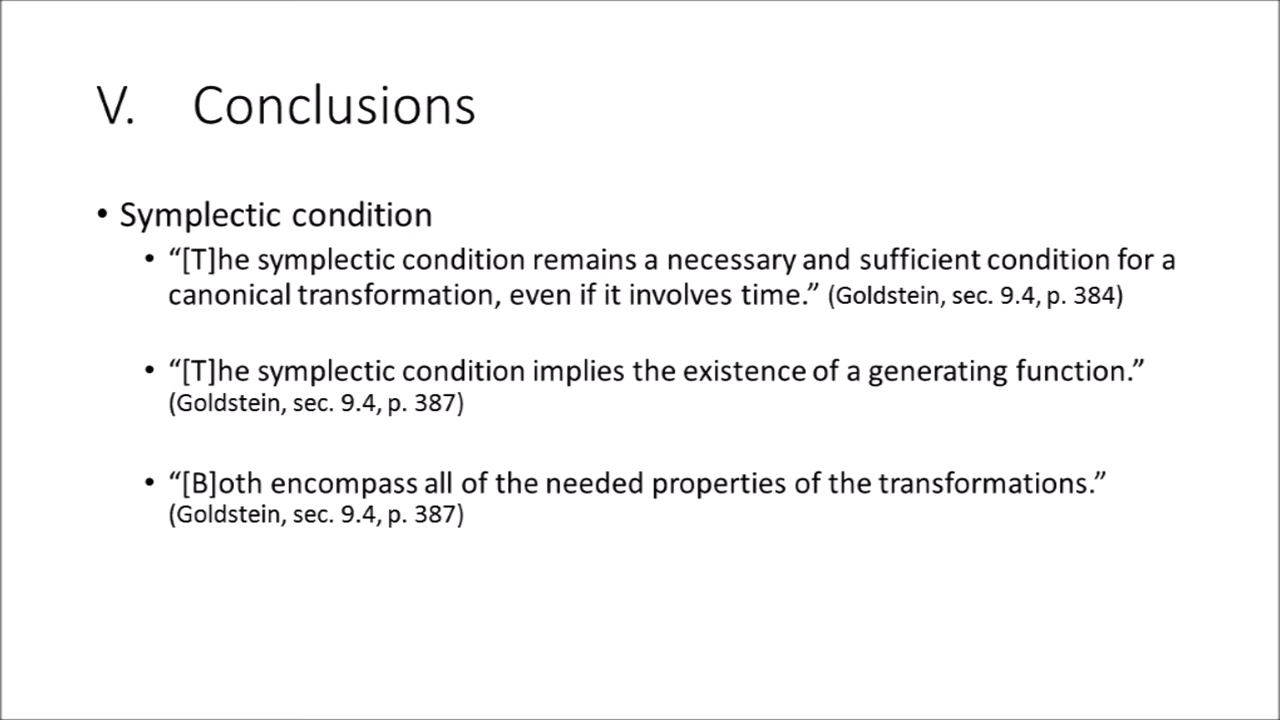 V. Conclusions
• Symplectic condition
• “[T]he symplectic condition remains a necessary and sufficient condition for a
canonical transformation, even if it involves time.” (Goldstein, sec. 9.4, p. 384)
• “[T]he symplectic condition implies the existence of a generating function.”
(Goldstein, sec. 9.4, p. 387)
• “[B]oth encompass all of the needed properties of the transformations.”
(Goldstein, sec. 9.4, p. 387)